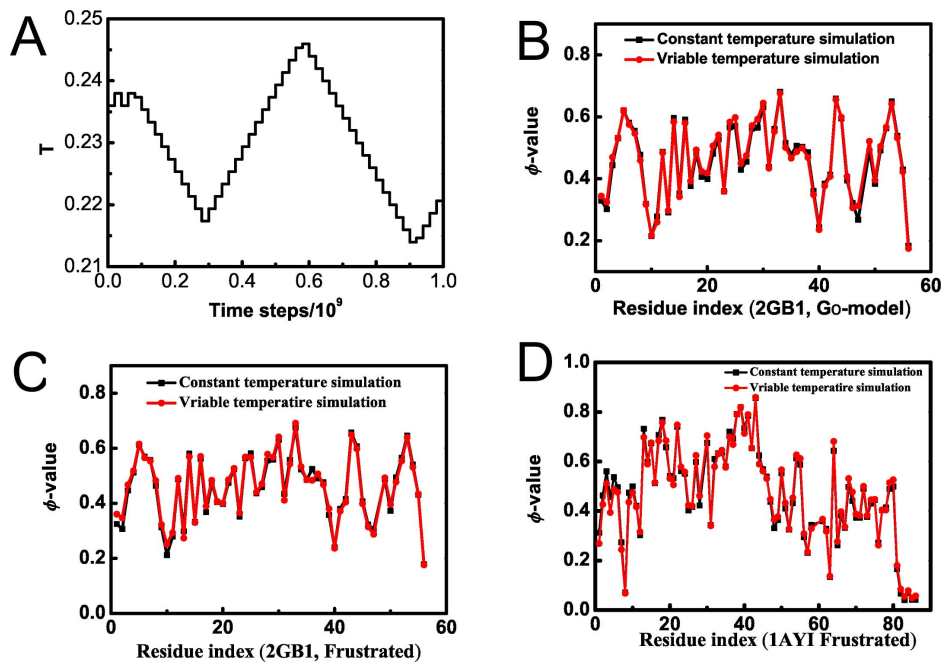 A
T
0.25
0.24
0.23
0.22
0.21
0.0 0.2 0.4 0.6 0.8 1.0
Time steps/10⁹
B
Constant temperature simulation
Vriable temperature simulation
ϕ-value
0.8
0.6
0.4
0.2
0 20 40 60
Residue index (2GB1, Go-model)
C
Constant temperature simulation
Vriable temperatire simulation
ϕ-value
0.8
0.6
0.4
0.2
0.0
0 20 40 60
Residue index (2GB1, Frustrated)
D
Constant temperature simulation
Vriable temperatire simulation
ϕ-value
1.0
0.8
0.6
0.4
0.2
0.0
0 20 40 60 80
Residue index (1AYI Frustrated)